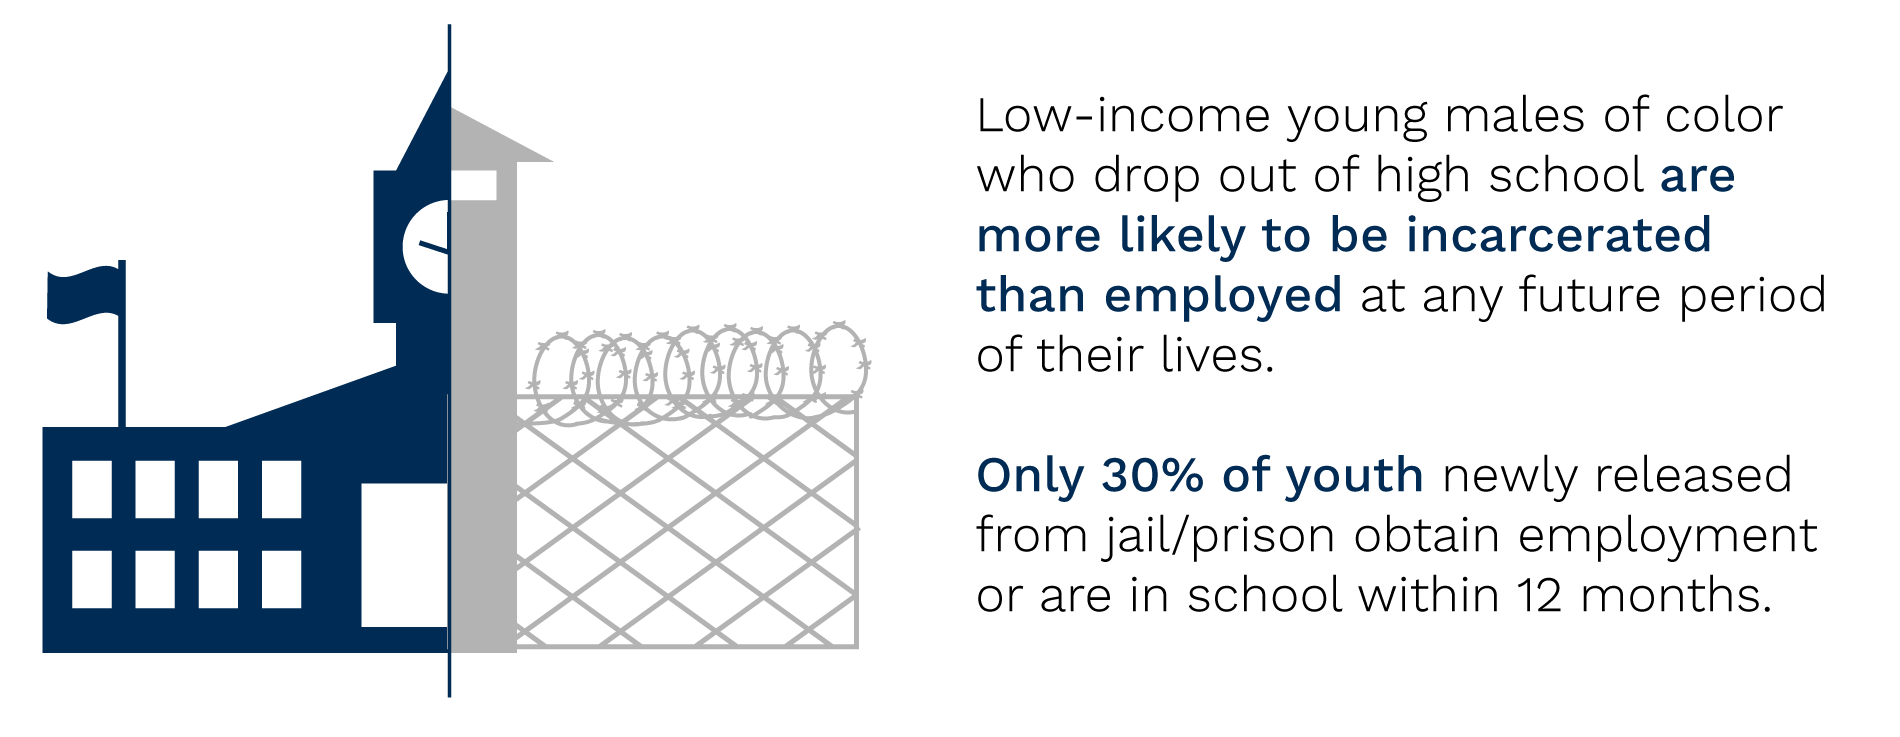 Low-income young males of color
who drop out of high school are
more likely to be incarcerated
than employed at any future period
of their lives.
Only 30% of youth newly released
from jail/prison obtain employment
or are in school within 12 months.